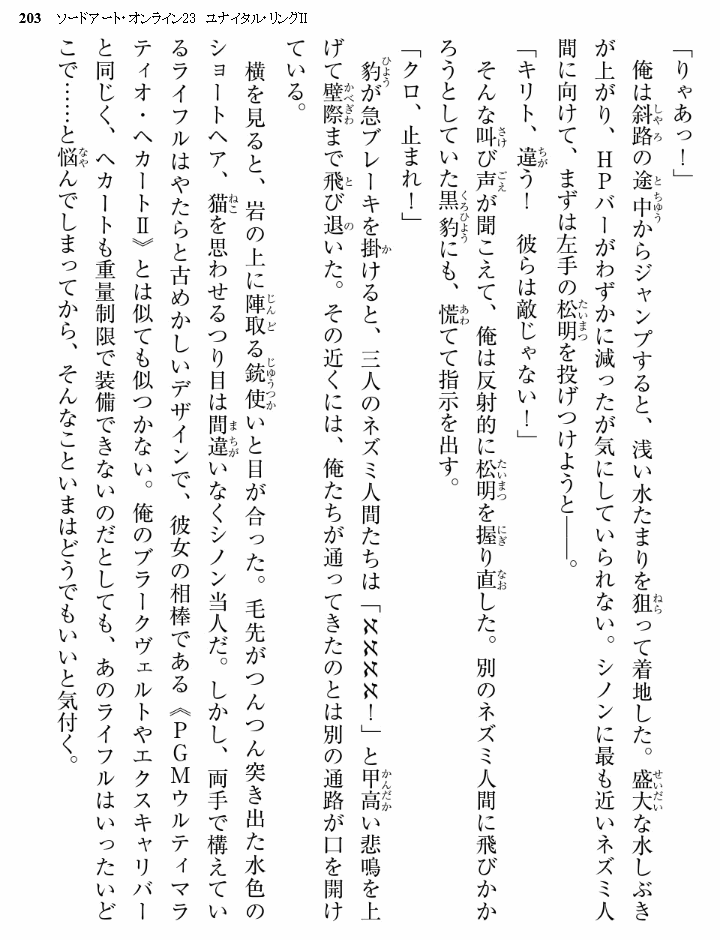 203 ソードアート・オンライン23 ユナイタル・リングⅡ
「りゃあっ!」
俺は斜路の途中からジャンプすると、浅い水たまりを狙って着地した。盛大な水しぶき
が上がり、HPバーがわずかに減ったが気にしていられない。シノンに最も近いネズミ人
間に向けて、まずは左手の松明を投げつけようと――。
「キリト、違う! 彼らは敵じゃない!」
そんな叫び声が聞こえて、俺は反射的に松明を握り直した。別のネズミ人間に飛びかか
ろうとしていた黒豹にも、慌てて指示を出す。
「クロ、止まれ!」
豹が急ブレーキを掛けると、三人のネズミ人間たちは「ℵℵℵℵ!」と甲高い悲鳴を上
げて壁際まで飛び退いた。その近くには、俺たちが通ってきたのとは別の通路が口を開け
ている。
横を見ると、岩の上に陣取る銃使いと目が合った。毛先がつんつん突き出た水色の
ショートヘア、猫を思わせるつり目は間違いなくシノン当人だ。しかし、両手で構えてい
るライフルはやたらと古めかしいデザインで、彼女の相棒である《PGMウルティマラ
ティオ・ヘカートⅡ》とは似ても似つかない。俺のブラークヴェルトやエクスキャリバー
と同じく、ヘカートも重量制限で装備できないのだとしても、あのライフルはいったいど
こで……と悩んでしまってから、そんなこといまはどうでもいいと気付く。